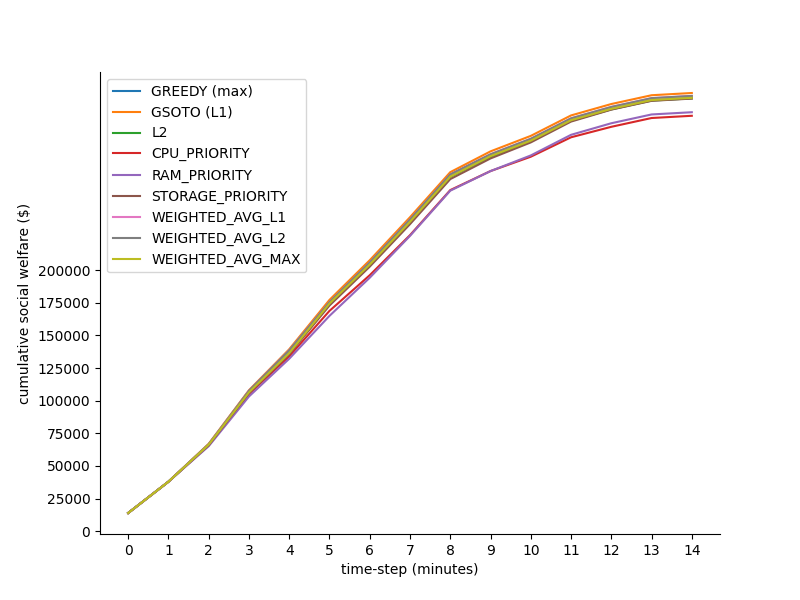 GREEDY (max)
GSOTO (L1)
L2
CPU_PRIORITY
RAM_PRIORITY
STORAGE_PRIORITY
WEIGHTED_AVG_L1
WEIGHTED_AVG_L2
WEIGHTED_AVG_MAX
cumulative social welfare ($)
200000
175000
150000
125000
100000
75000
50000
25000
0
0 1 2 3 4 5 6 7 8 9 10 11 12 13 14
time-step (minutes)